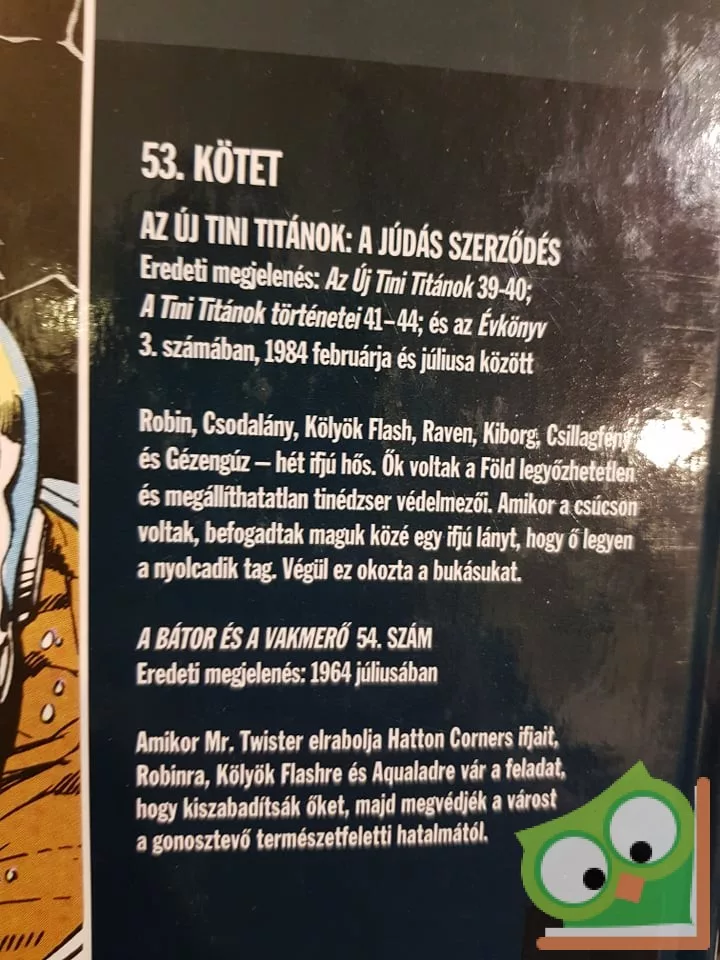 53. KÖTET
AZ ÚJ TINI TITÁNOK: A JÚDÁS SZERZŐDÉS
Eredeti megjelenés: Az Új Tini Titánok 39-40;
A Tini Titánok történetei 41–44; és az Évkönyv
3. számában, 1984 februárja és júliusa között
Robin, Csodalány, Kölyök Flash, Raven, Kiborg, Csillagfény
és Gézengúz – hét ifjú hős. Ők voltak a Föld legyőzhetetlen
és megállíthatatlan tinédzser védelmezői. Amikor a csúcson
voltak, befogadtak maguk közé egy ifjú lányt, hogy ő legyen
a nyolcadik tag. Végül ez okozta a bukásukat.
A BÁTOR ÉS A VAKMERŐ 54. SZÁM
Eredeti megjelenés: 1964 júliusában
Amikor Mr. Twister elrabolja Hatton Corners ifjait,
Robinra, Kölyök Flashre és Aqualadre vár a feladat,
hogy kiszabadítsák őket, majd megvédjék a várost
a gonosztevő természetfeletti hatalmától.